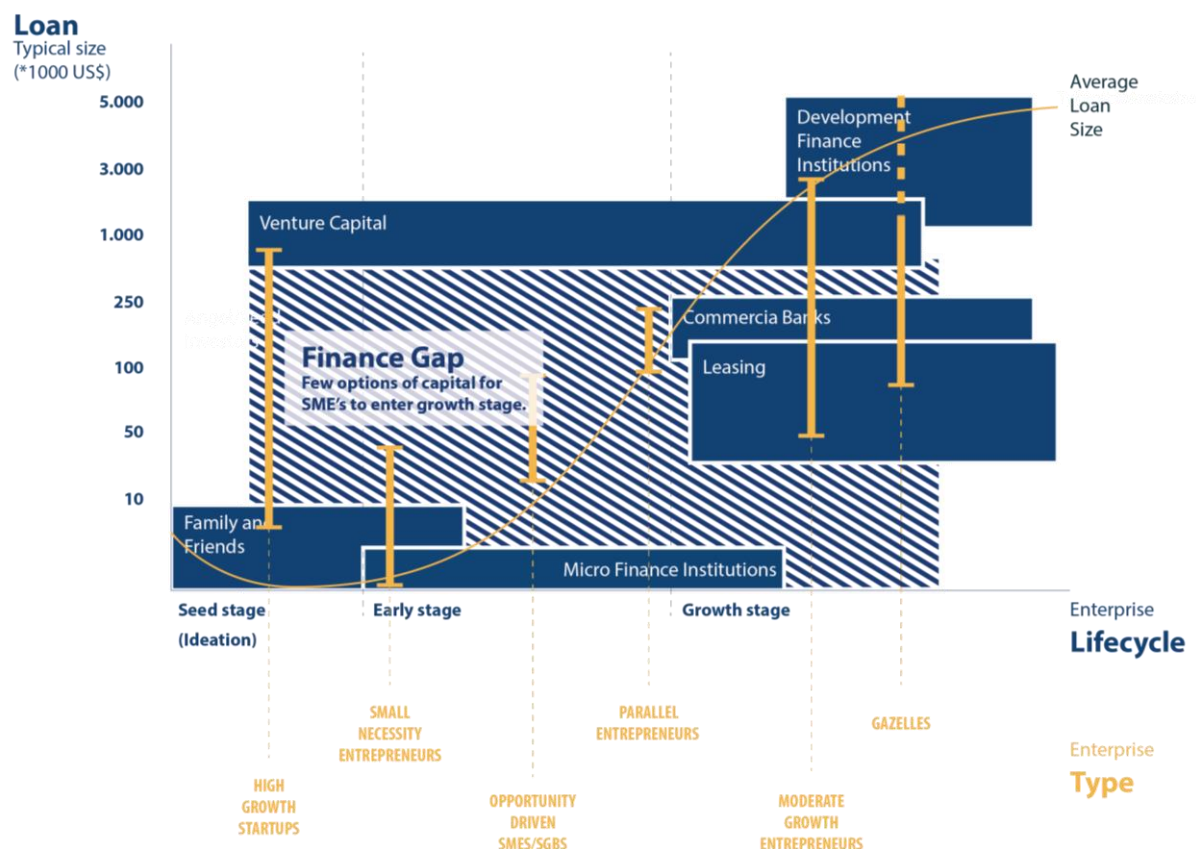 Loan
Typical size
(*1000 US$)
5.000
3.000
1.000
250
100
50
10
Average
Loan
Size
Development
Finance
Institutions
Venture Capital
Commercia Banks
Leasing
Finance Gap
Few options of capital for
SME's to enter growth stage.
Family and
Friends
Micro Finance Institutions
Seed stage
(Ideation)
Early stage
Growth stage
Enterprise
Lifecycle
SMALL
NECESSITY
ENTREPRENEURS
PARALLEL
ENTREPRENEURS
GAZELLES
Enterprise
Type
HIGH
GROWTH
STARTUPS
OPPORTUNITY
DRIVEN
SMES/SGBS
MODERATE
GROWTH
ENTREPRENEURS